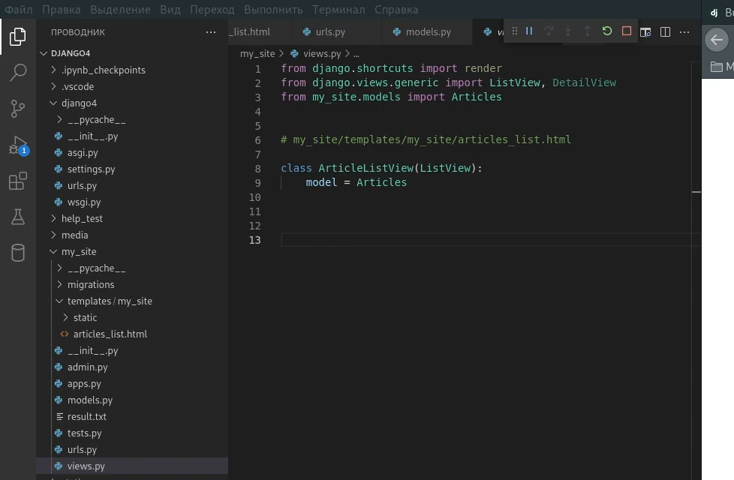 Файл Правка Выделение Вид Переход Выполнить Терминал Справка
ПРОВОДНИК
DJANGO4
.ipynb_checkpoints
.vscode
django4
__pycache__
__init__.py
asgi.py
settings.py
urls.py
wsgi.py
help_test
media
my_site
__pycache__
migrations
templates/my_site
static
articles_list.html
__init__.py
admin.py
apps.py
models.py
result.txt
tests.py
urls.py
views.py
1
_list.html urls.py models.py
my_site > views.py > ...
1 from django.shortcuts import render
2 from django.views.generic import ListView, DetailView
3 from my_site.models import Articles
4
5
6 # my_site/templates/my_site/articles_list.html
7
8 class ArticleListView(ListView):
9 model = Articles
10
11
12
13
dj